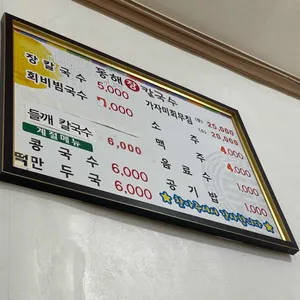 동해 장 칼국수
장칼국수 5,000
회비빔국수 7,000
들깨 칼국수 6,000
계절메뉴
콩국수 6,000
떡만두국 6,000
가자미회무침 (대) 25,000
(소) 20,000
소주 4,000
맥주 4,000
음료수 1,000
공기밥 1,000